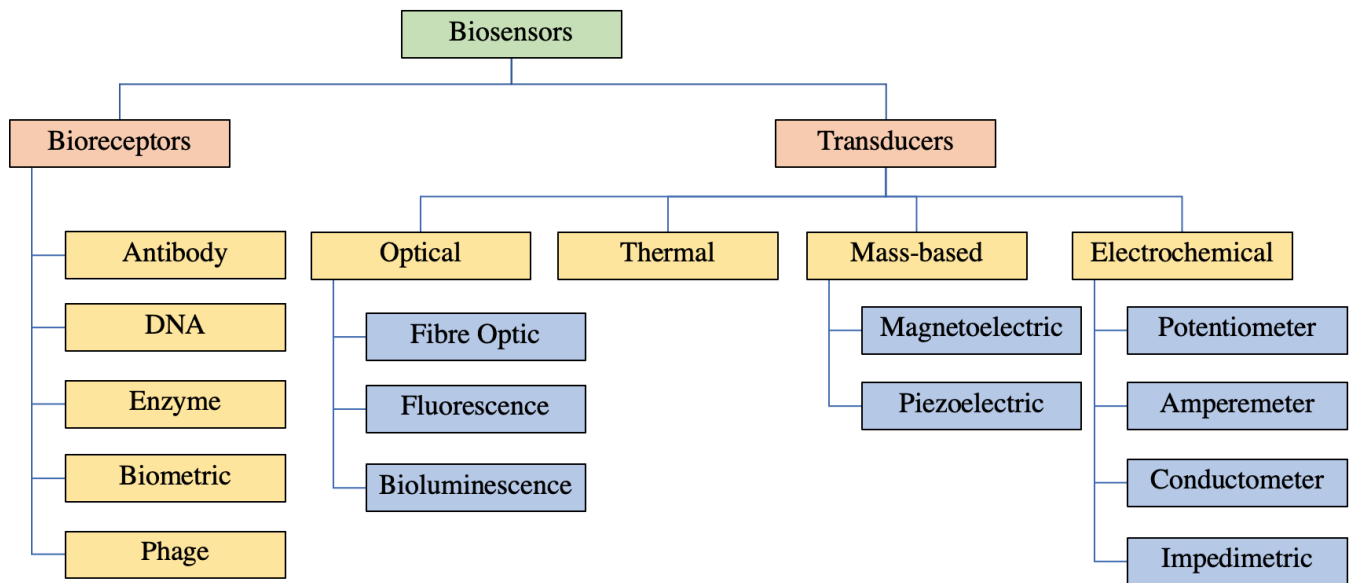 Biosensors
Bioreceptors
Transducers
Antibody
DNA
Enzyme
Biometric
Phage
Optical
Thermal
Mass-based
Electrochemical
Fibre Optic
Fluorescence
Bioluminescence
Magnetoelectric
Piezoelectric
Potentiometer
Amperemeter
Conductometer
Impedimetric